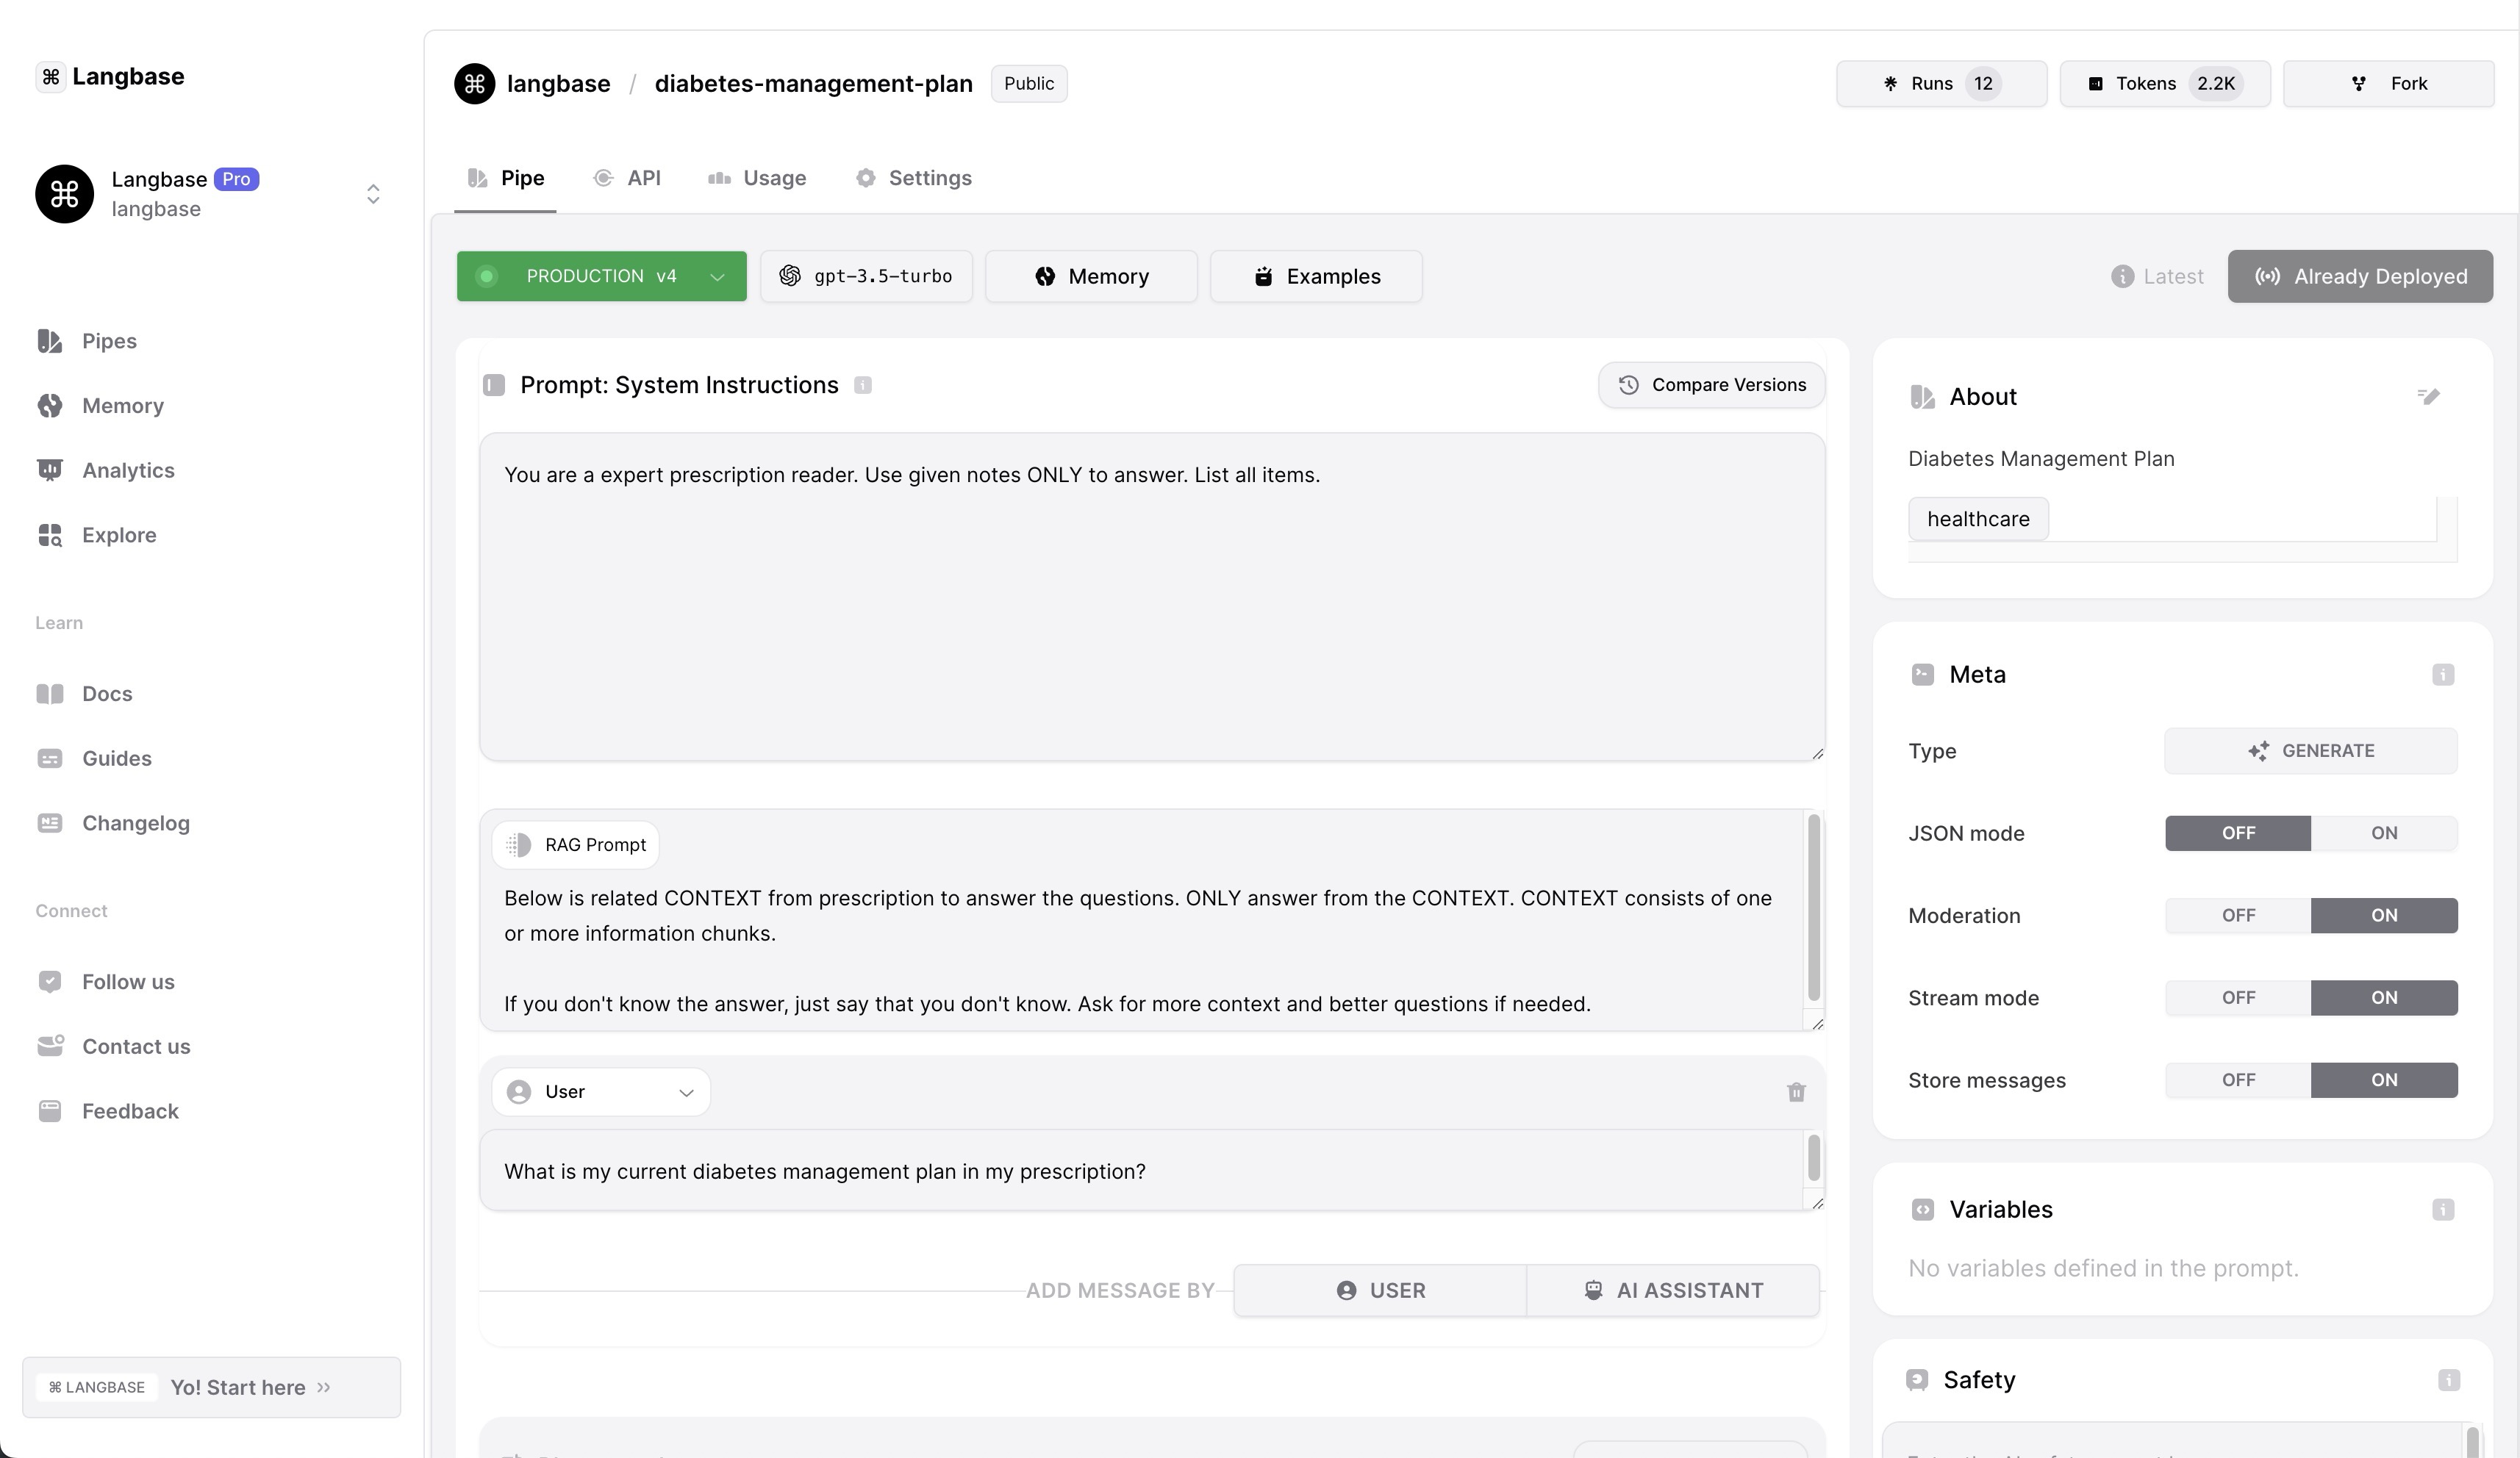 Langbase
Langbase Pro
langbase
Pipes
Memory
Analytics
Explore
Learn
Docs
Guides
Changelog
Connect
Follow us
Contact us
Feedback
⌘ LANGBASE Yo! Start here
langbase / diabetes-management-plan Public
Runs 12 Tokens 2.2K Fork
Pipe API Usage Settings
PRODUCTION v4 gpt-3.5-turbo Memory Examples Latest Already Deployed
Prompt: System Instructions Compare Versions
You are a expert prescription reader. Use given notes ONLY to answer. List all items.
RAG Prompt
Below is related CONTEXT from prescription to answer the questions. ONLY answer from the CONTEXT. CONTEXT consists of one
or more information chunks.
If you don't know the answer, just say that you don't know. Ask for more context and better questions if needed.
User
What is my current diabetes management plan in my prescription?
ADD MESSAGE BY USER AI ASSISTANT
About
Diabetes Management Plan
healthcare
Meta
Type GENERATE
JSON mode OFF ON
Moderation OFF ON
Stream mode OFF ON
Store messages OFF ON
Variables
No variables defined in the prompt.
Safety